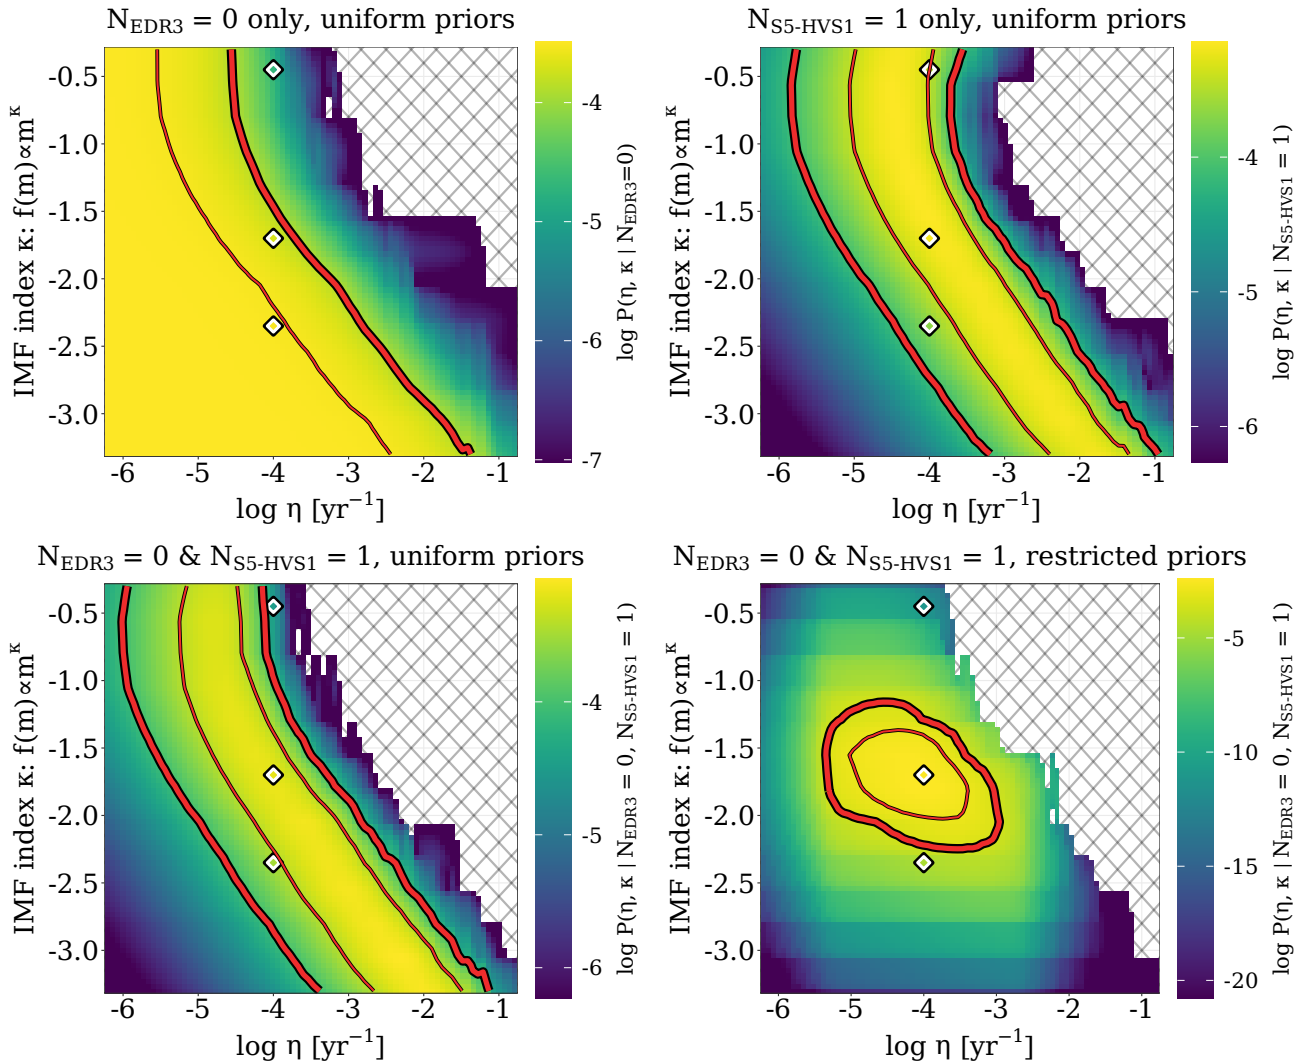 N_EDR3 = 0 only, uniform priors
IMF index κ: f(m)∝m^κ
-0.5
-1.0
-1.5
-2.0
-2.5
-3.0
-6 -5 -4 -3 -2 -1
log η [yr⁻¹]
-4
-5
-6
-7
log P(η, κ | N_EDR3=0)
N_S5-HVS1 = 1 only, uniform priors
IMF index κ: f(m)∝m^κ
-0.5
-1.0
-1.5
-2.0
-2.5
-3.0
-6 -5 -4 -3 -2 -1
log η [yr⁻¹]
-4
-5
-6
log P(η, κ | N_S5-HVS1 = 1)
N_EDR3 = 0 & N_S5-HVS1 = 1, uniform priors
IMF index κ: f(m)∝m^κ
-0.5
-1.0
-1.5
-2.0
-2.5
-3.0
-6 -5 -4 -3 -2 -1
log η [yr⁻¹]
-4
-5
-6
log P(η, κ | N_EDR3 = 0, N_S5-HVS1 = 1)
N_EDR3 = 0 & N_S5-HVS1 = 1, restricted priors
IMF index κ: f(m)∝m^κ
-0.5
-1.0
-1.5
-2.0
-2.5
-3.0
-6 -5 -4 -3 -2 -1
log η [yr⁻¹]
-5
-10
-15
-20
log P(η, κ | N_EDR3 = 0, N_S5-HVS1 = 1)